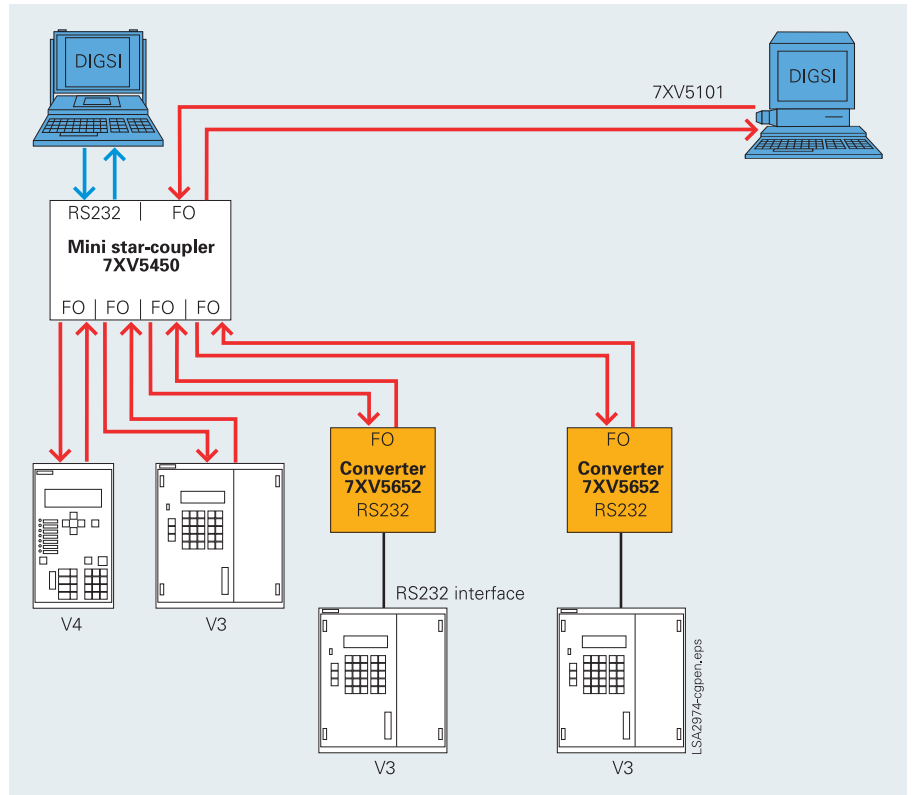 DIGSI
DIGSI
7XV5101
RS232 | FO
Mini star-coupler
7XV5450
FO | FO | FO | FO
FO
Converter
7XV5652
RS232
FO
Converter
7XV5652
RS232
RS232 interface
V4
V3
V3
V3
LSA2974-cgpen.eps